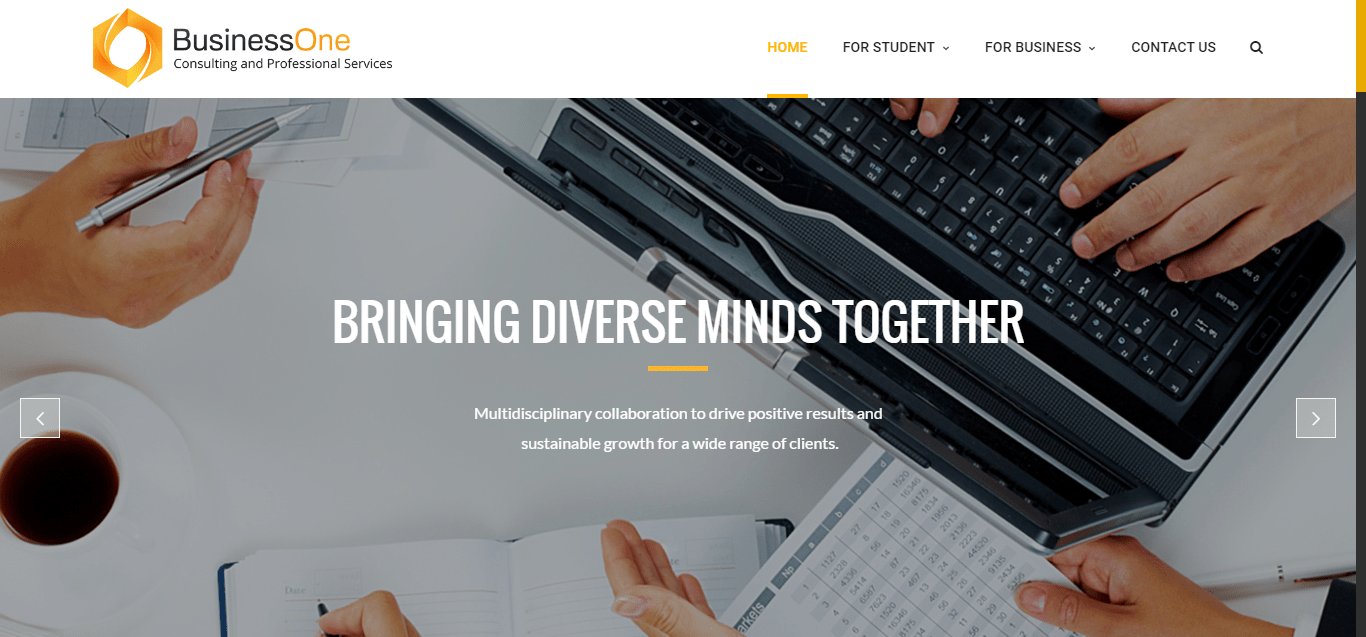 BusinessOne
Consulting and Professional Services
HOME
FOR STUDENT
FOR BUSINESS
CONTACT US
BRINGING DIVERSE MINDS TOGETHER
Multidisciplinary collaboration to drive positive results and
sustainable growth for a wide range of clients.
Date